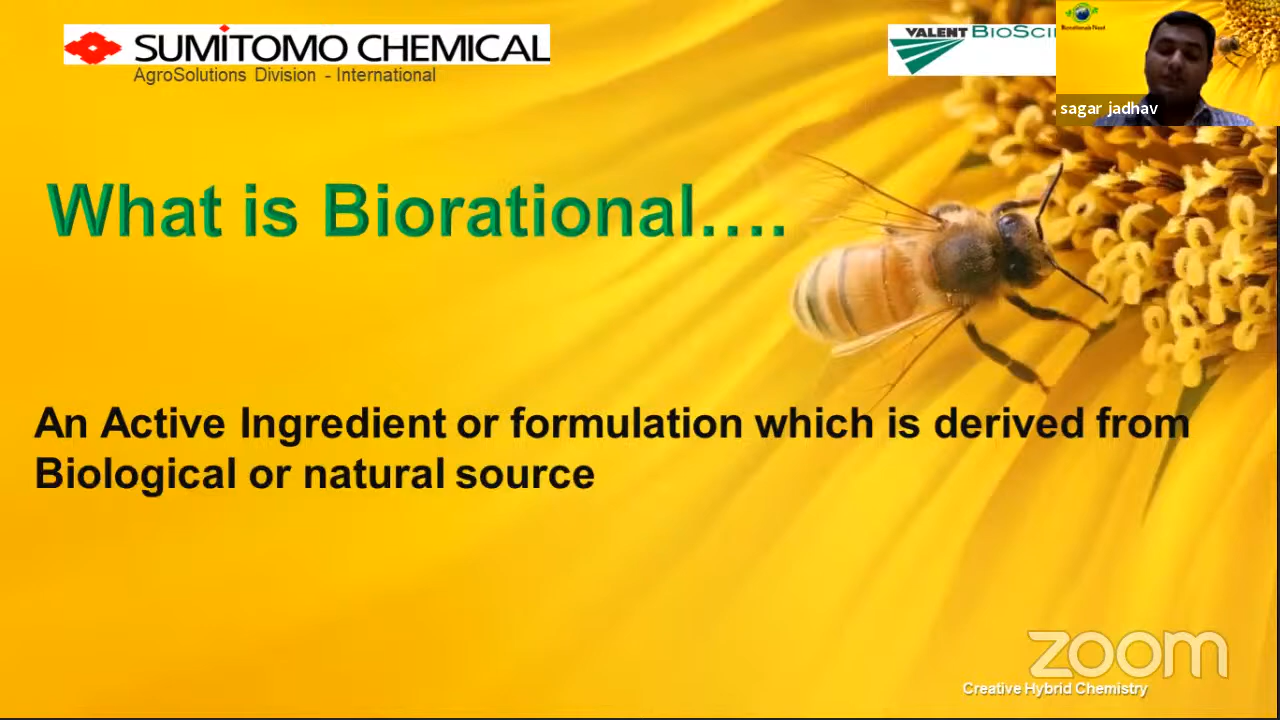 SUMITOMO CHEMICAL
AgroSolutions Division - International
VALENT BIOSCI
sagar jadhav
What is Biorational....
An Active Ingredient or formulation which is derived from
Biological or natural source
zoom
Creative Hybrid Chemistry